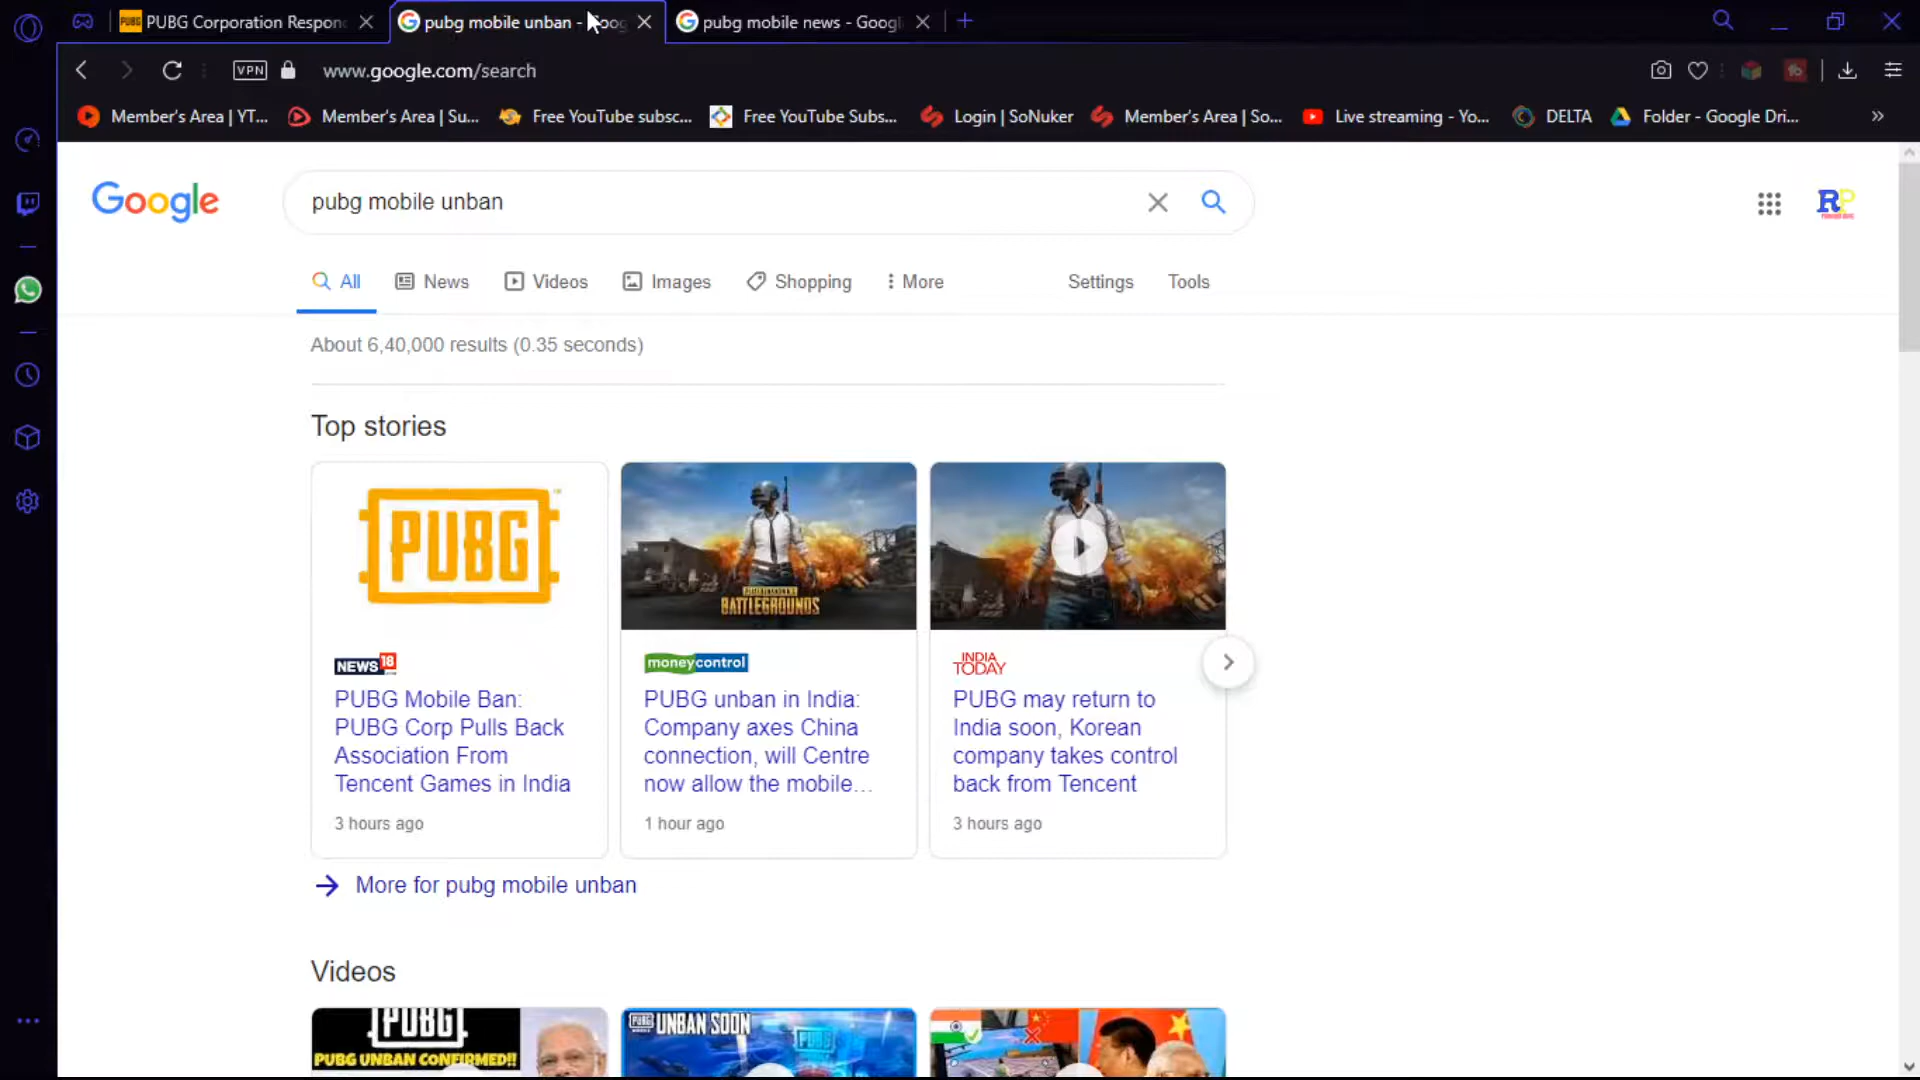 PUBG Corporation Respon
pubg mobile unban - Goog
pubg mobile news - Googl
VPN
www.google.com/search
Member's Area | YT...
Member's Area | Su...
Free YouTube subsc...
Free YouTube Subs...
Login | SoNuker
Member's Area | So...
Live streaming - Yo...
DELTA
Folder - Google Dri...
»
Google
pubg mobile unban
RP
All
News
Videos
Images
Shopping
More
Settings
Tools
About 6,40,000 results (0.35 seconds)
Top stories
PUBG
BATTLEGROUNDS
NEWS18
PUBG Mobile Ban:
PUBG Corp Pulls Back
Association From
Tencent Games in India
3 hours ago
moneycontrol
PUBG unban in India:
Company axes China
connection, will Centre
now allow the mobile...
1 hour ago
INDIA
TODAY
PUBG may return to
India soon, Korean
company takes control
back from Tencent
3 hours ago
More for pubg mobile unban
Videos
PUBG
PUBG UNBAN CONFIRMED!!
UNBAN SOON
PUBG